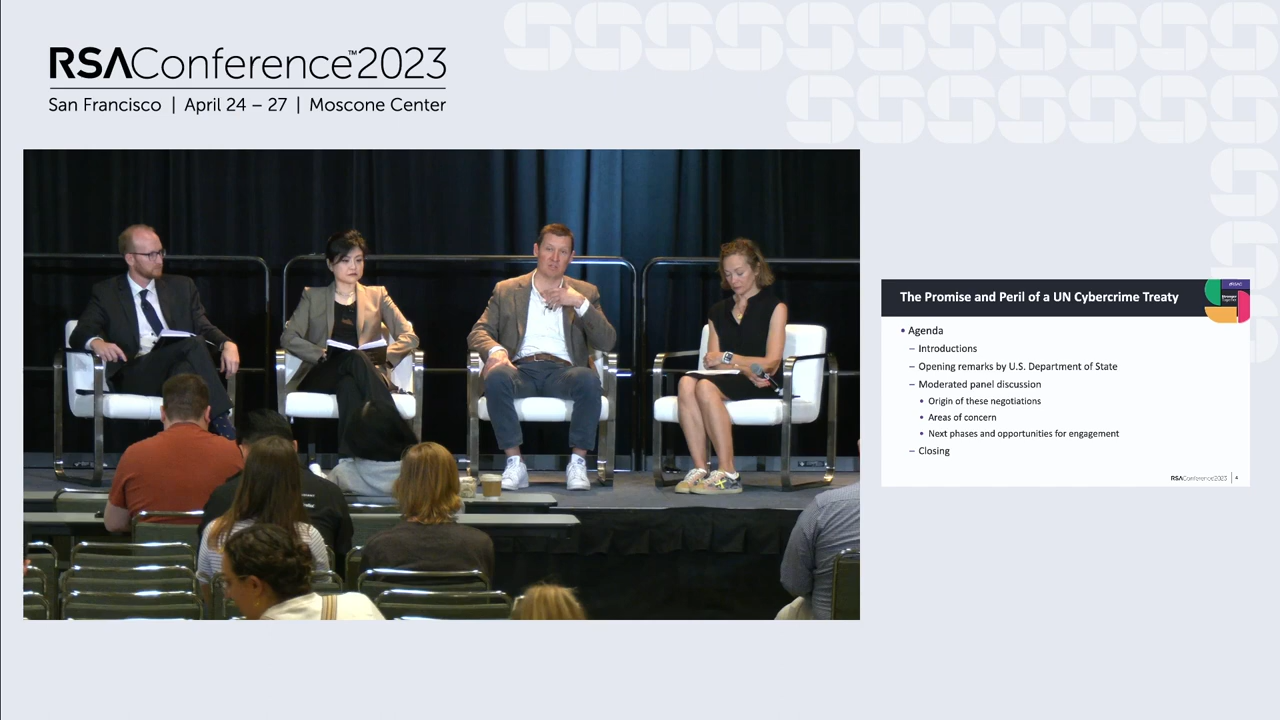 RSAConference™2023
San Francisco | April 24 – 27 | Moscone Center
The Promise and Peril of a UN Cybercrime Treaty
• Agenda
– Introductions
– Opening remarks by U.S. Department of State
– Moderated panel discussion
• Origin of these negotiations
• Areas of concern
• Next phases and opportunities for engagement
– Closing
RSAConference2023 | 4